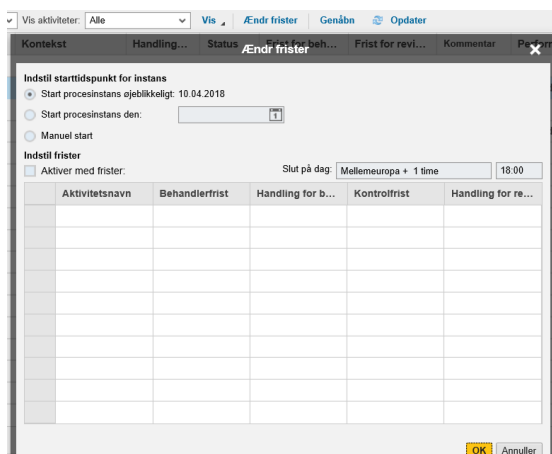 Vis aktiviteter: Alle Vis Ændr frister Genåbn Opdater
Kontekst Handling... Status Frist for beh... Frist for revi... Kommentar
Ændr frister
Indstil starttidspunkt for instans
Start procesinstans øjeblikkeligt: 10.04.2018
Start procesinstans den: 1
Manuel start
Indstil frister
Aktiver med frister: Slut på dag: Mellemeuropa + 1 time 18:00
Aktivitetsnavn Behandlerfrist Handling for b... Kontrolfrist Handling for re...
OK Annuller